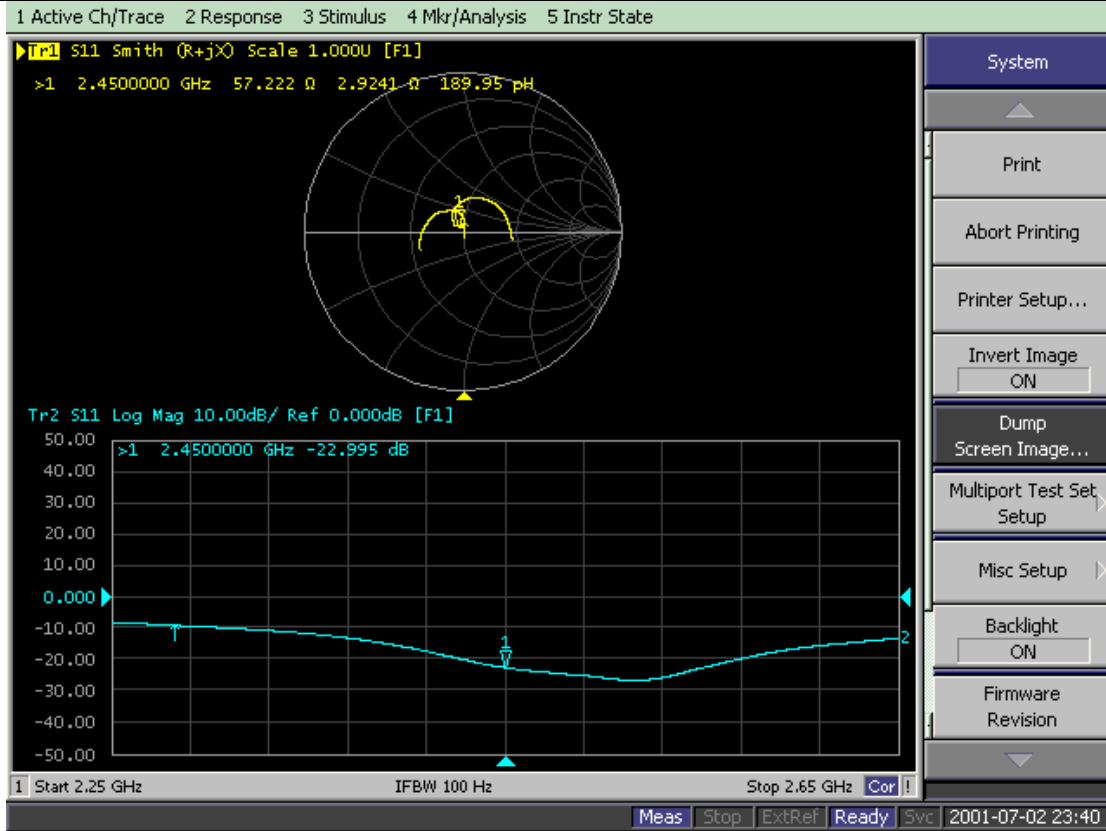 1 Active Ch/Trace 2 Response 3 Stimulus 4 Mkr/Analysis 5 Instr State
Tr1 S11 Smith (R+jX) Scale 1.000U [F1]
>1 2.4500000 GHz 57.222 Ω 2.9241 Ω 189.95 pH
1
Tr2 S11 Log Mag 10.00dB/ Ref 0.000dB [F1]
>1 2.4500000 GHz -22.995 dB
50.00
40.00
30.00
20.00
10.00
0.000
-10.00
-20.00
-30.00
-40.00
-50.00
1
2
1 Start 2.25 GHz IFBW 100 Hz Stop 2.65 GHz Cor !
System
Print
Abort Printing
Printer Setup...
Invert Image
ON
Dump
Screen Image...
Multiport Test Set
Setup
Misc Setup
Backlight
ON
Firmware
Revision
Meas Stop ExtRef Ready Svc 2001-07-02 23:40